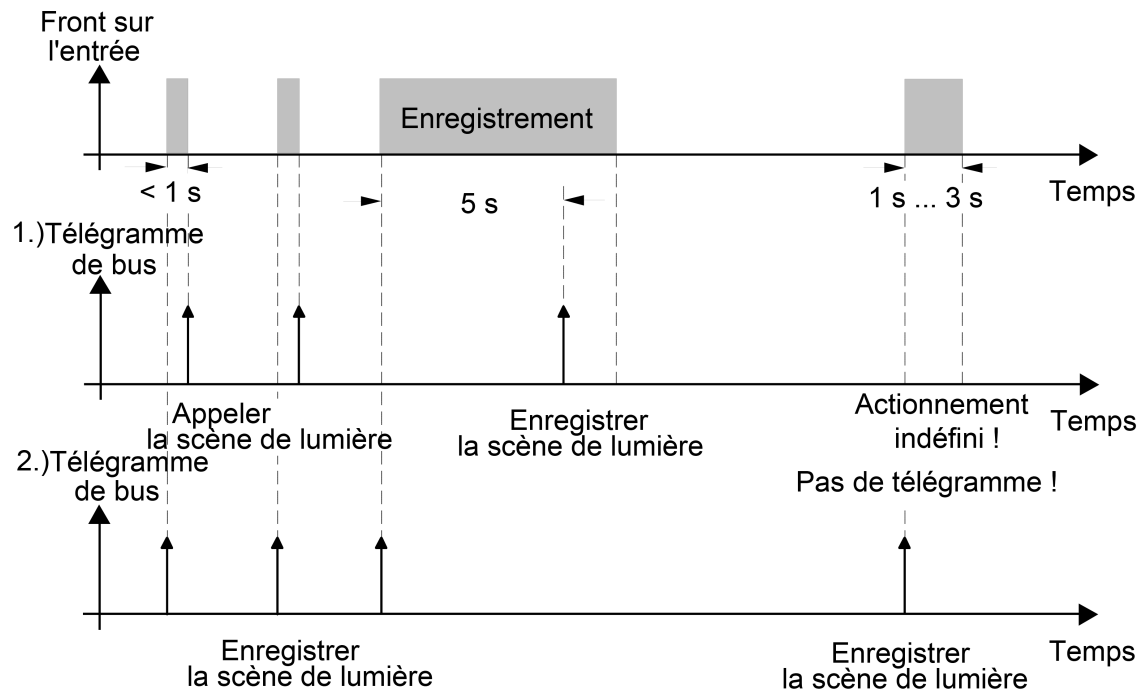 Front sur
l'entrée
Enregistrement
< 1 s
5 s
1 s ... 3 s
Temps
1.)Télégramme
de bus
Appeler
la scène de lumière
Enregistrer
la scène de lumière
Actionnement
indéfini !
Temps
Pas de télégramme !
2.)Télégramme
de bus
Enregistrer
la scène de lumière
Enregistrer
la scène de lumière
Temps